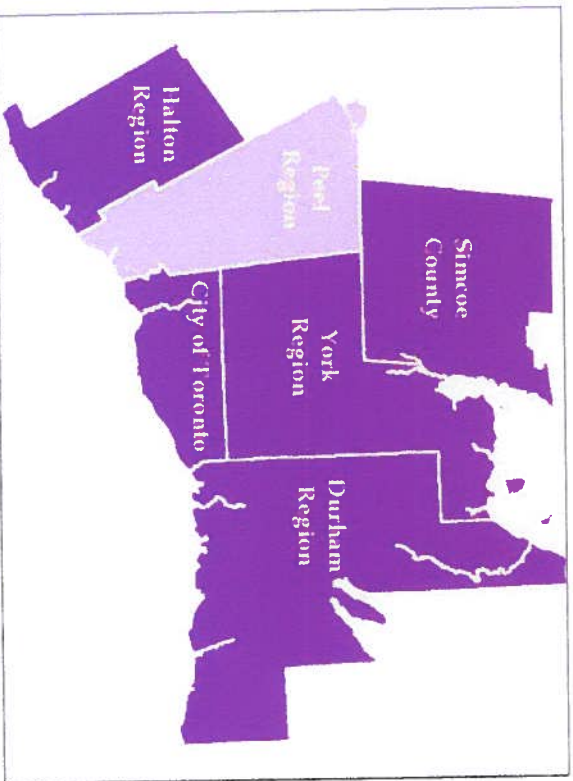 Simcoe
County
Peel
Region
Halton
Region
York
Region
City of Toronto
Durham
Region